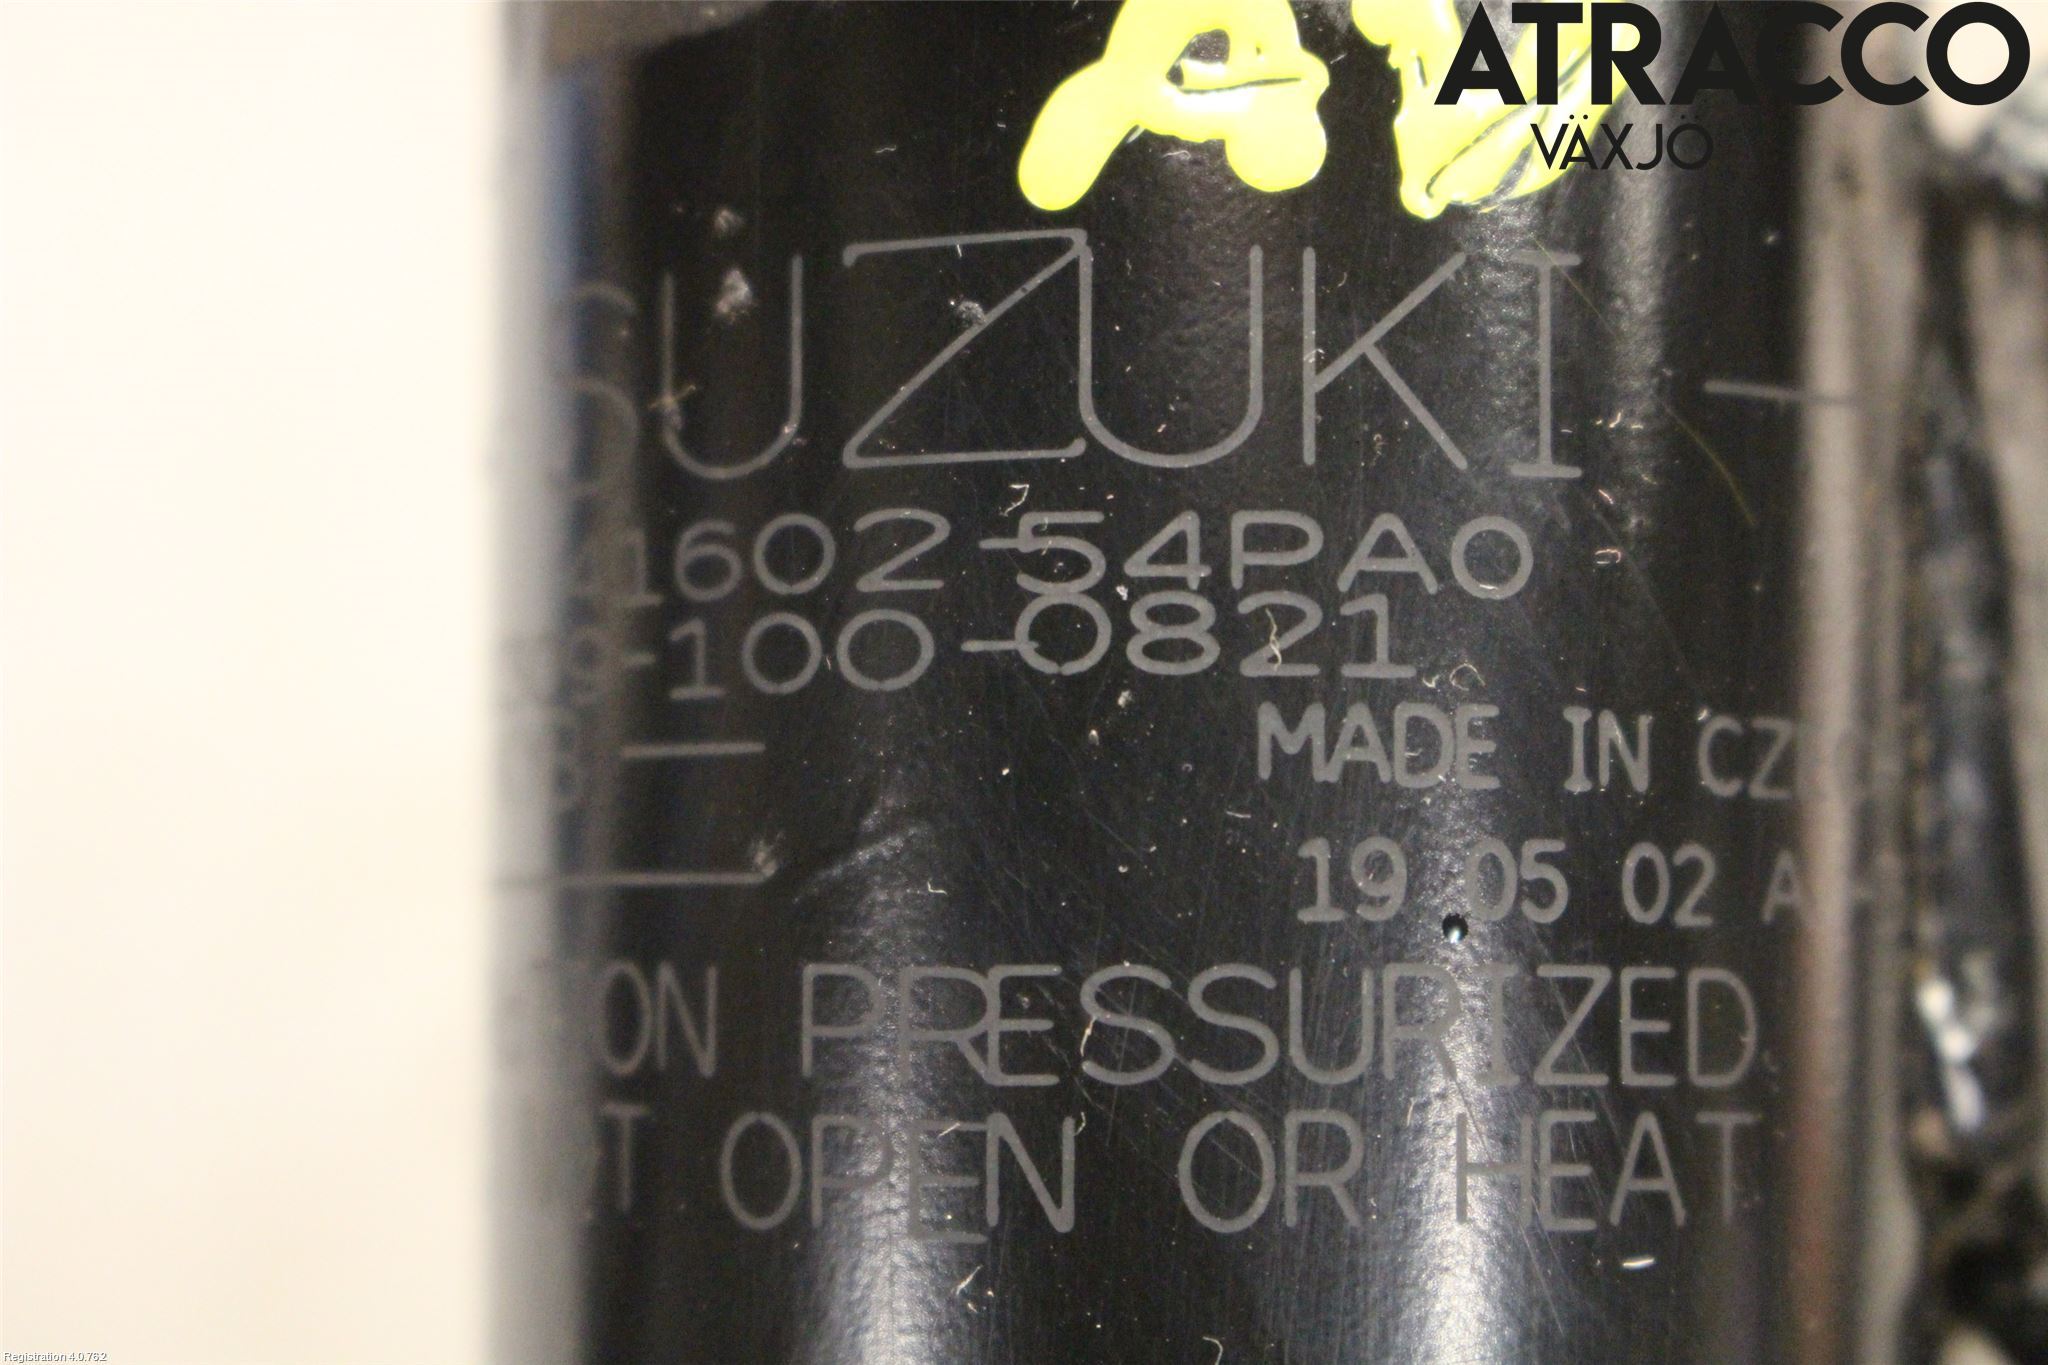 ATRACCO
VÄXJÖ
SUZUKI
1602-54PA0
-100-0821
MADE IN CZ
19 05 02 A
ON PRESSURIZED
T OPEN OR HEAT
Registration 4.0.762